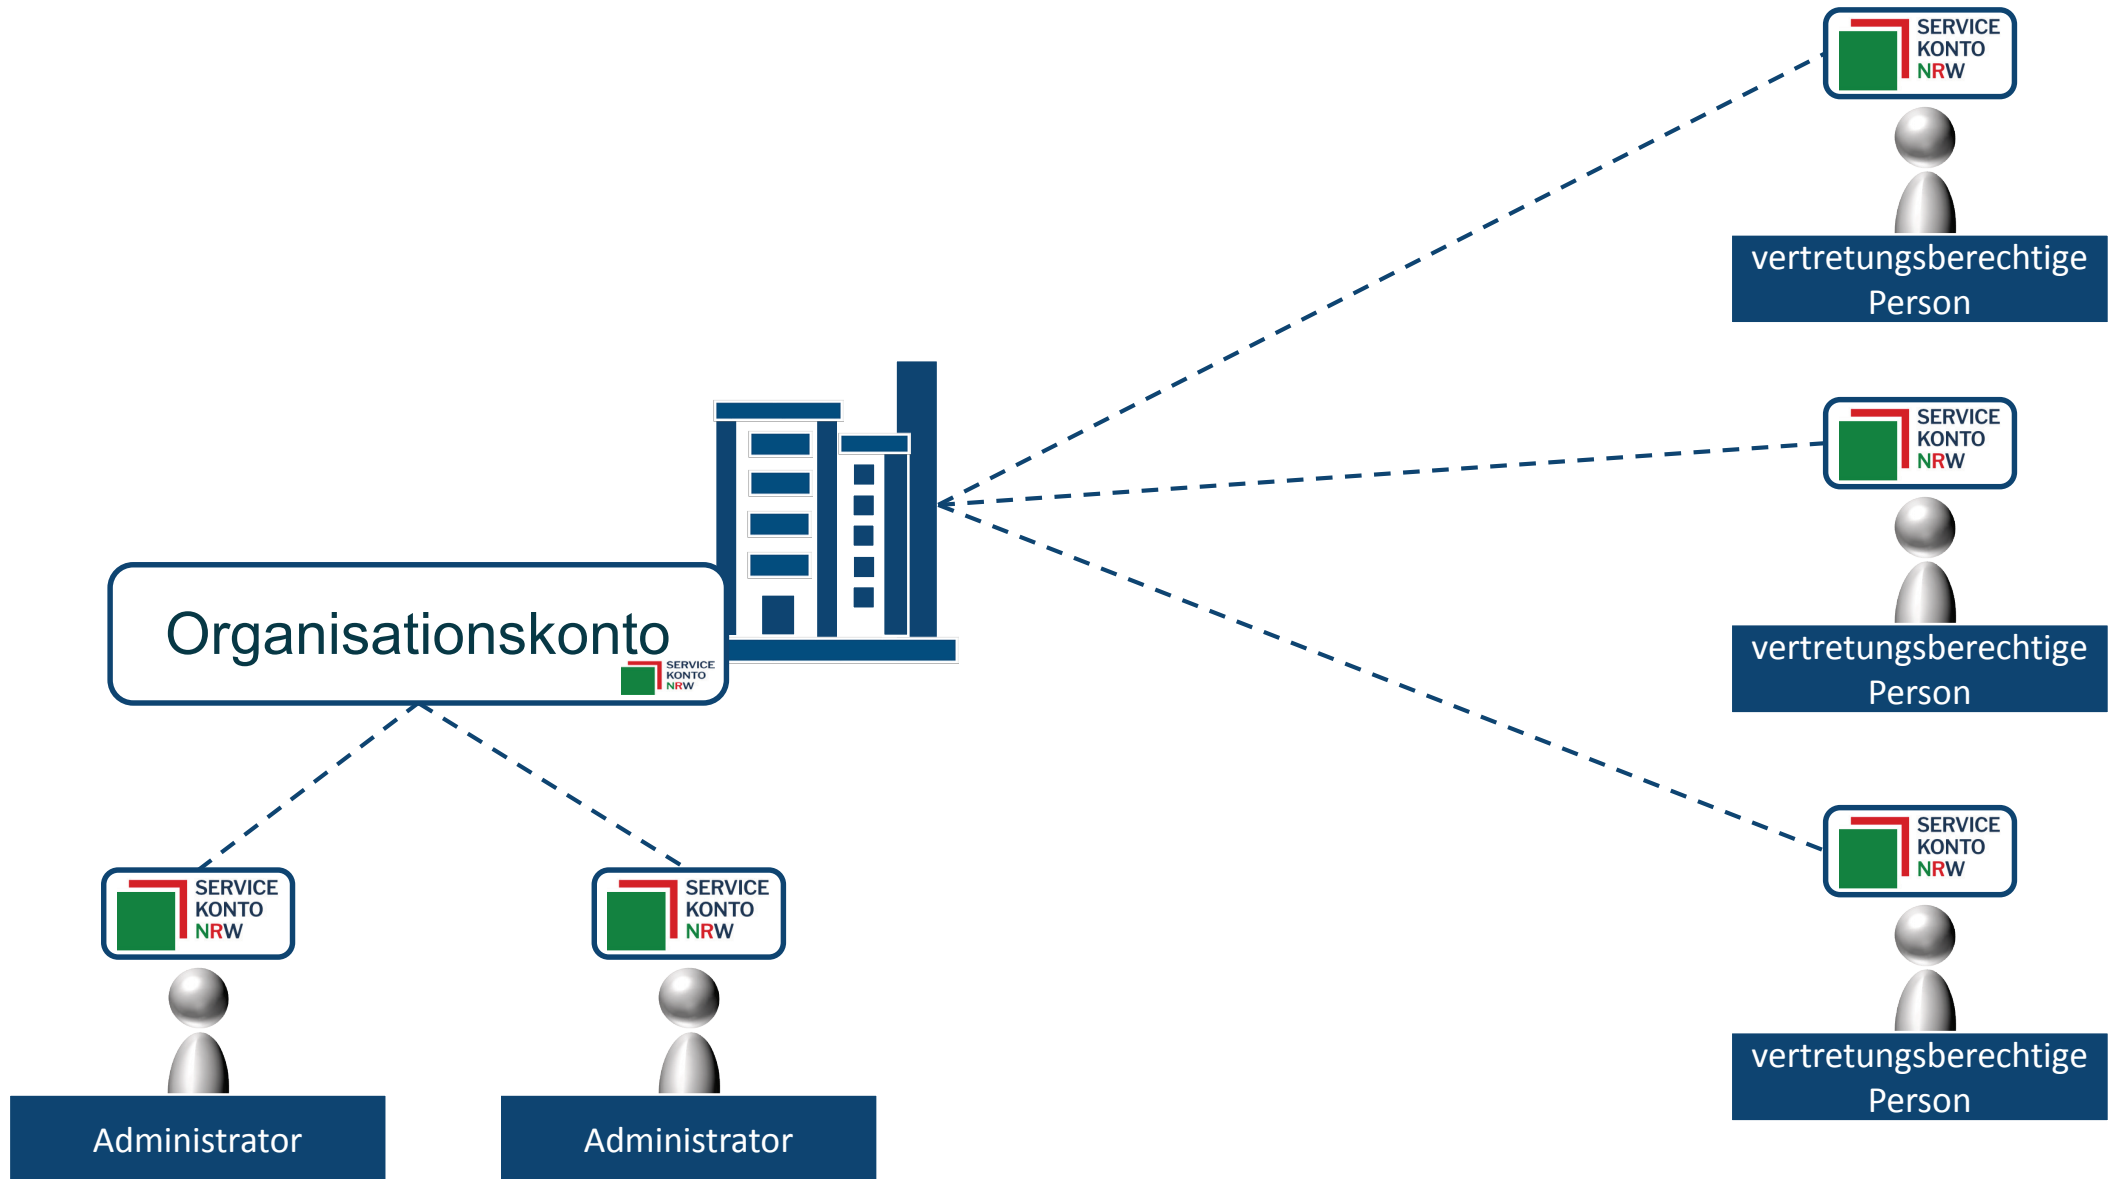 SERVICE
KONTO
NRW
vertretungsberechtige
Person
SERVICE
KONTO
NRW
vertretungsberechtige
Person
Organisationskonto
SERVICE
KONTO
NRW
SERVICE
KONTO
NRW
vertretungsberechtige
Person
SERVICE
KONTO
NRW
Administrator
SERVICE
KONTO
NRW
Administrator